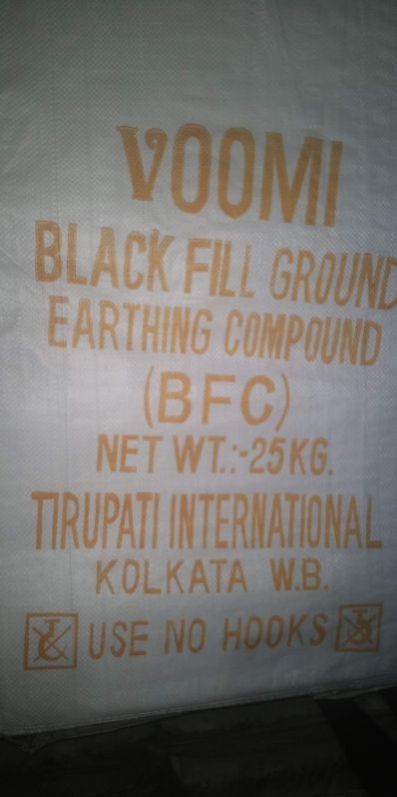 VOOMI
BLACK FILL GROUND
EARTHING COMPOUND
(BFC)
NET WT.:-25KG.
TIRUPATI INTERNATIONAL
KOLKATA W.B.
USE NO HOOKS